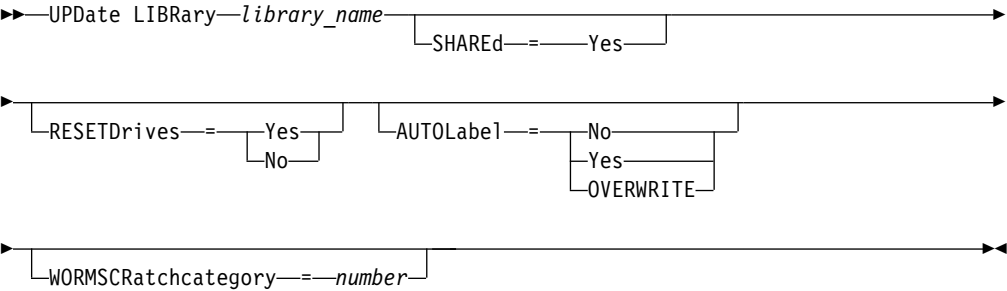 UPDate LIBRary library_name
SHAREd = Yes
RESETDrives = Yes
No
AUTOLabel = No
Yes
OVERWRITE
WORMSCRatchcategory = number